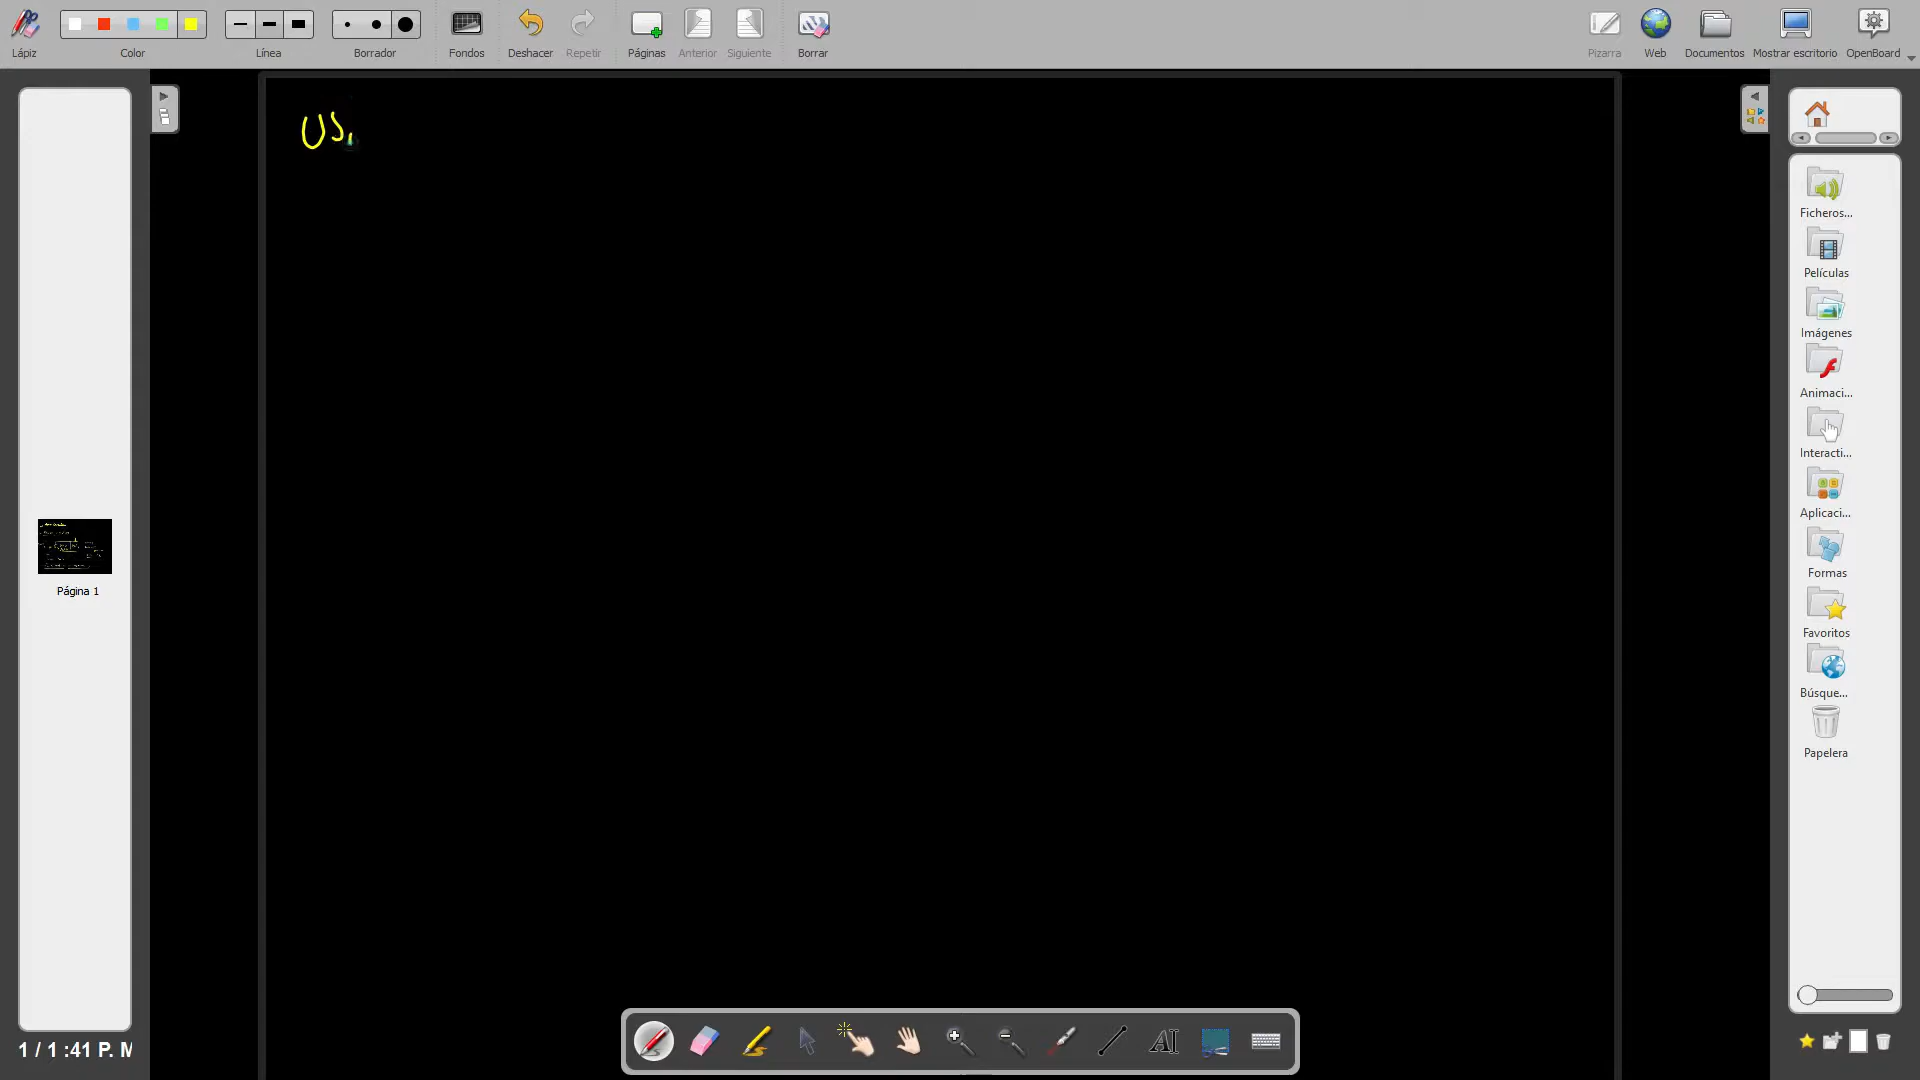 Lápiz
Color
Línea
Borrador
Fondos
Deshacer
Repetir
Páginas
Anterior
Siguiente
Borrar
Pizarra
Web
Documentos
Mostrar escritorio
OpenBoard
US
Ficheros...
Películas
Imágenes
Animaci...
Interacti...
Aplicaci...
Formas
Favoritos
Búsque...
Papelera
Página 1
1 / 1 :41 P. M